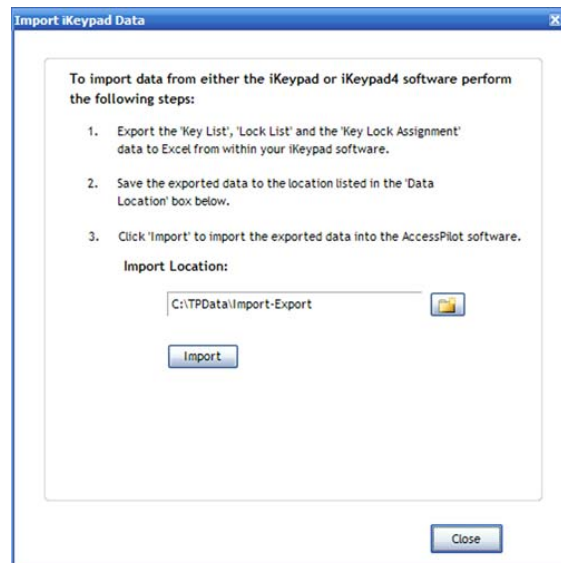 Import iKeypad Data
X
To import data from either the iKeypad or iKeypad4 software perform
the following steps:
1. Export the 'Key List', 'Lock List' and the 'Key Lock Assignment'
data to Excel from within your iKeypad software.
2. Save the exported data to the location listed in the 'Data
Location' box below.
3. Click 'Import' to import the exported data into the AccessPilot software.
Import Location:
C:\TPData\Import-Export
Import
Close